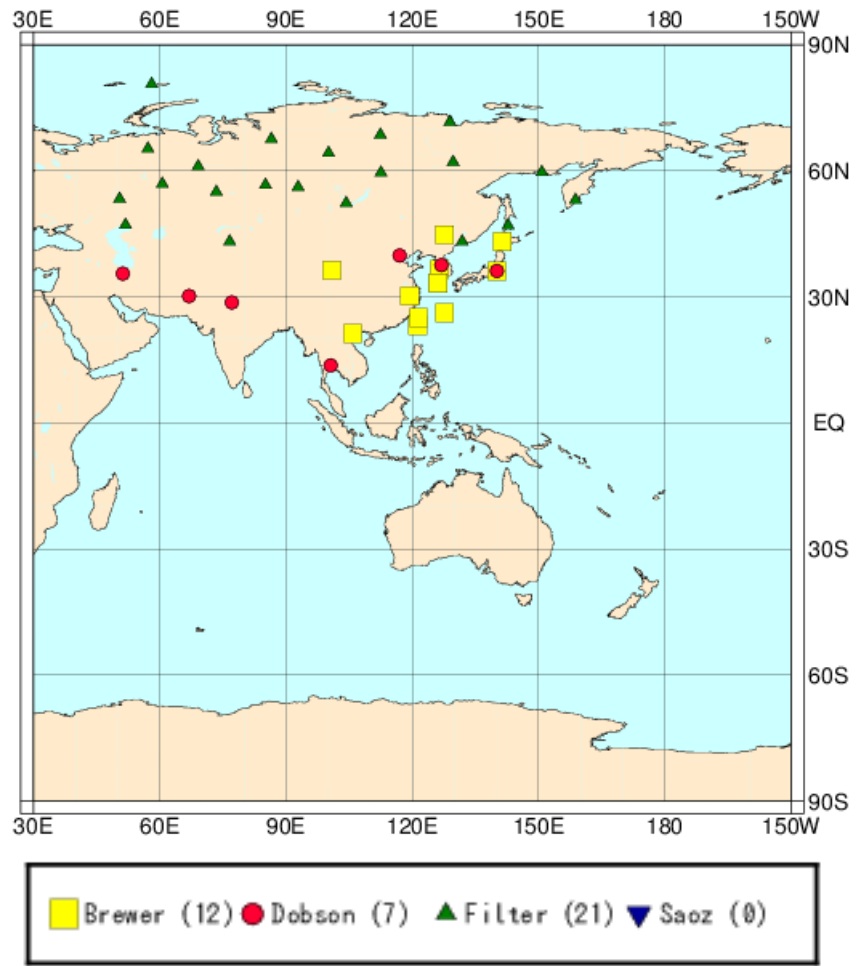 30E 60E 90E 120E 150E 180 150W
90N
60N
30N
EQ
30S
60S
90S
30E 60E 90E 120E 150E 180 150W
Brewer (12) Dobson (7) Filter (21) Saoz (0)